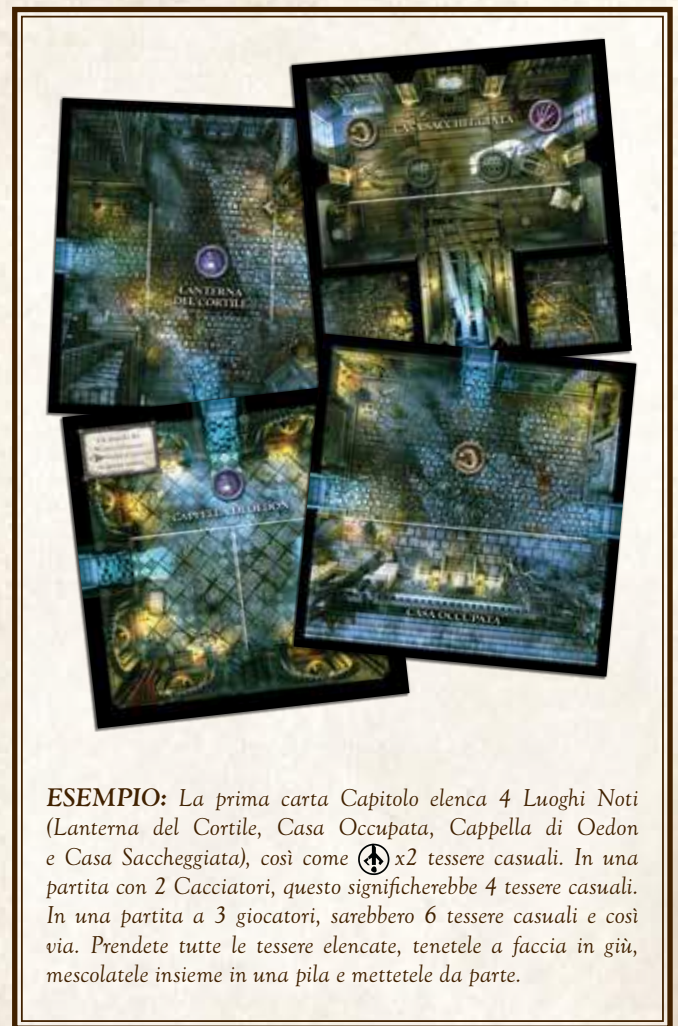 CASA SACCHEGGIATA
LANTERNA
DEL CORTILE
CAPPELLA DI OEDON
CASA OCCUPATA
ESEMPIO: La prima carta Capitolo elenca 4 Luoghi Noti
(Lanterna del Cortile, Casa Occupata, Cappella di Oedon
e Casa Saccheggiata), così come x2 tessere casuali. In una
partita con 2 Cacciatori, questo significherebbe 4 tessere casuali.
In una partita a 3 giocatori, sarebbero 6 tessere casuali e così
via. Prendete tutte le tessere elencate, tenetele a faccia in giù,
mescolatele insieme in una pila e mettetele da parte.